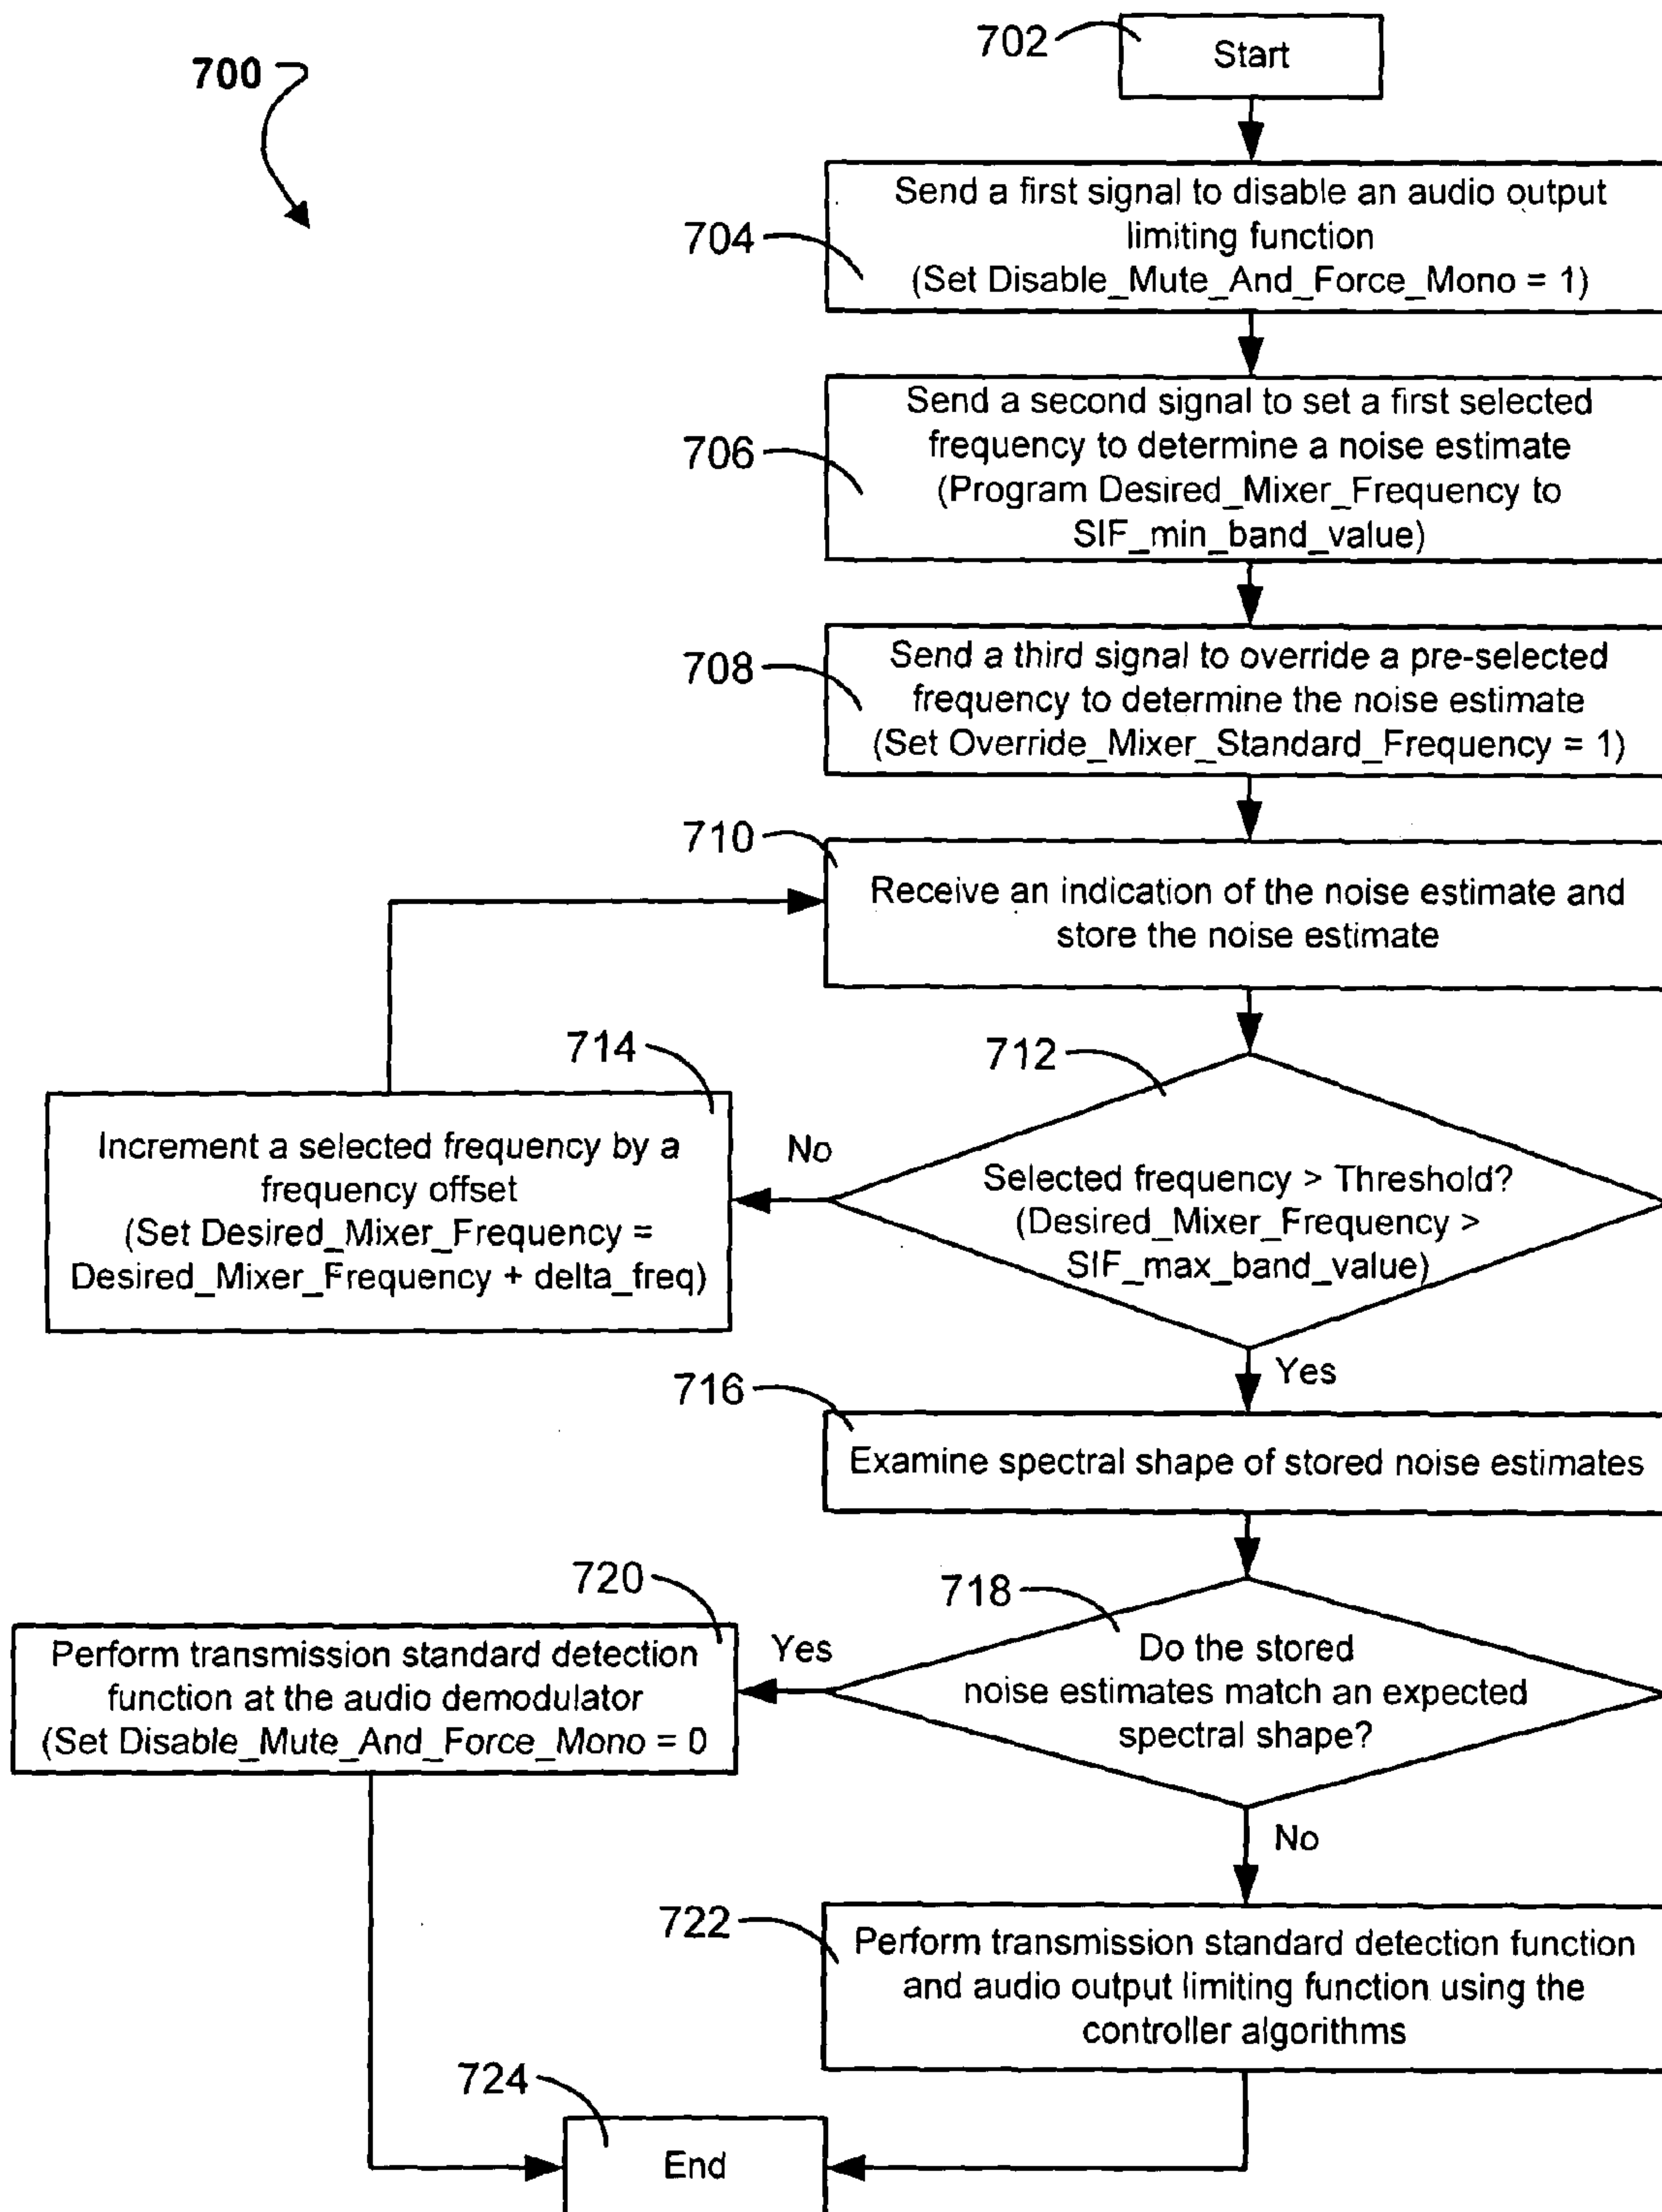 700
702
Start
704
Send a first signal to disable an audio output
limiting function
(Set Disable_Mute_And_Force_Mono = 1)
706
Send a second signal to set a first selected
frequency to determine a noise estimate
(Program Desired_Mixer_Frequency to
SIF_min_band_value)
708
Send a third signal to override a pre-selected
frequency to determine the noise estimate
(Set Override_Mixer_Standard_Frequency = 1)
710
Receive an indication of the noise estimate and
store the noise estimate
712
Selected frequency > Threshold?
(Desired_Mixer_Frequency >
SIF_max_band_value)
No
714
Increment a selected frequency by a
frequency offset
(Set Desired_Mixer_Frequency =
Desired_Mixer_Frequency + delta_freq)
Yes
716
Examine spectral shape of stored noise estimates
718
Do the stored
noise estimates match an expected
spectral shape?
Yes
720
Perform transmission standard detection
function at the audio demodulator
(Set Disable_Mute_And_Force_Mono = 0
No
722
Perform transmission standard detection function
and audio output limiting function using the
controller algorithms
724
End